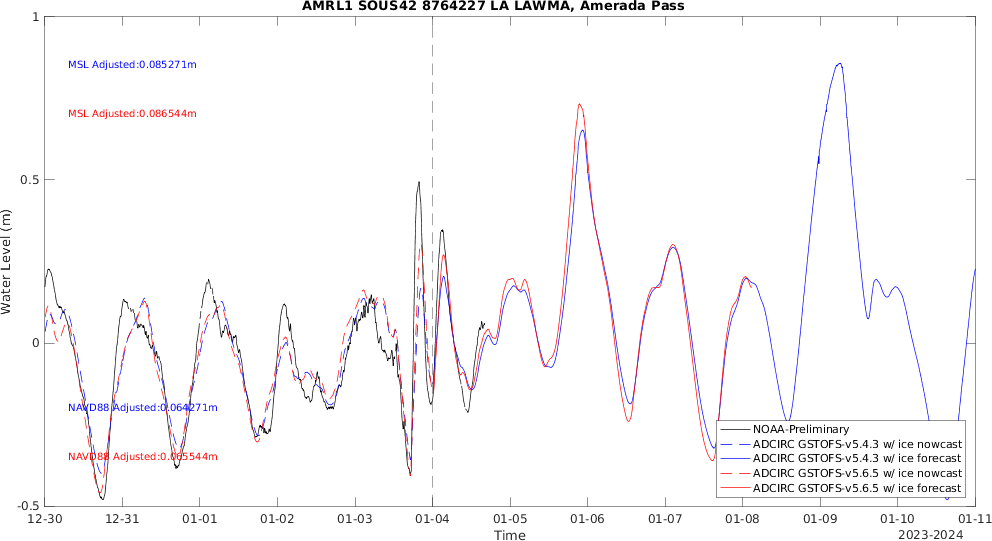 AMRL1 SOUS42 8764227 LA LAWMA, Amerada Pass
1
MSL Adjusted:0.085271m
MSL Adjusted:0.086544m
0.5
Water Level (m)
0
NAVD88 Adjusted:0.064271m
NAVD88 Adjusted:0.065544m
-0.5
NOAA-Preliminary
ADCIRC GSTOFS-v5.4.3 w/ ice nowcast
ADCIRC GSTOFS-v5.4.3 w/ ice forecast
ADCIRC GSTOFS-v5.6.5 w/ ice nowcast
ADCIRC GSTOFS-v5.6.5 w/ ice forecast
12-30 12-31 01-01 01-02 01-03 01-04 01-05 01-06 01-07 01-08 01-09 01-10 01-11
Time
2023-2024